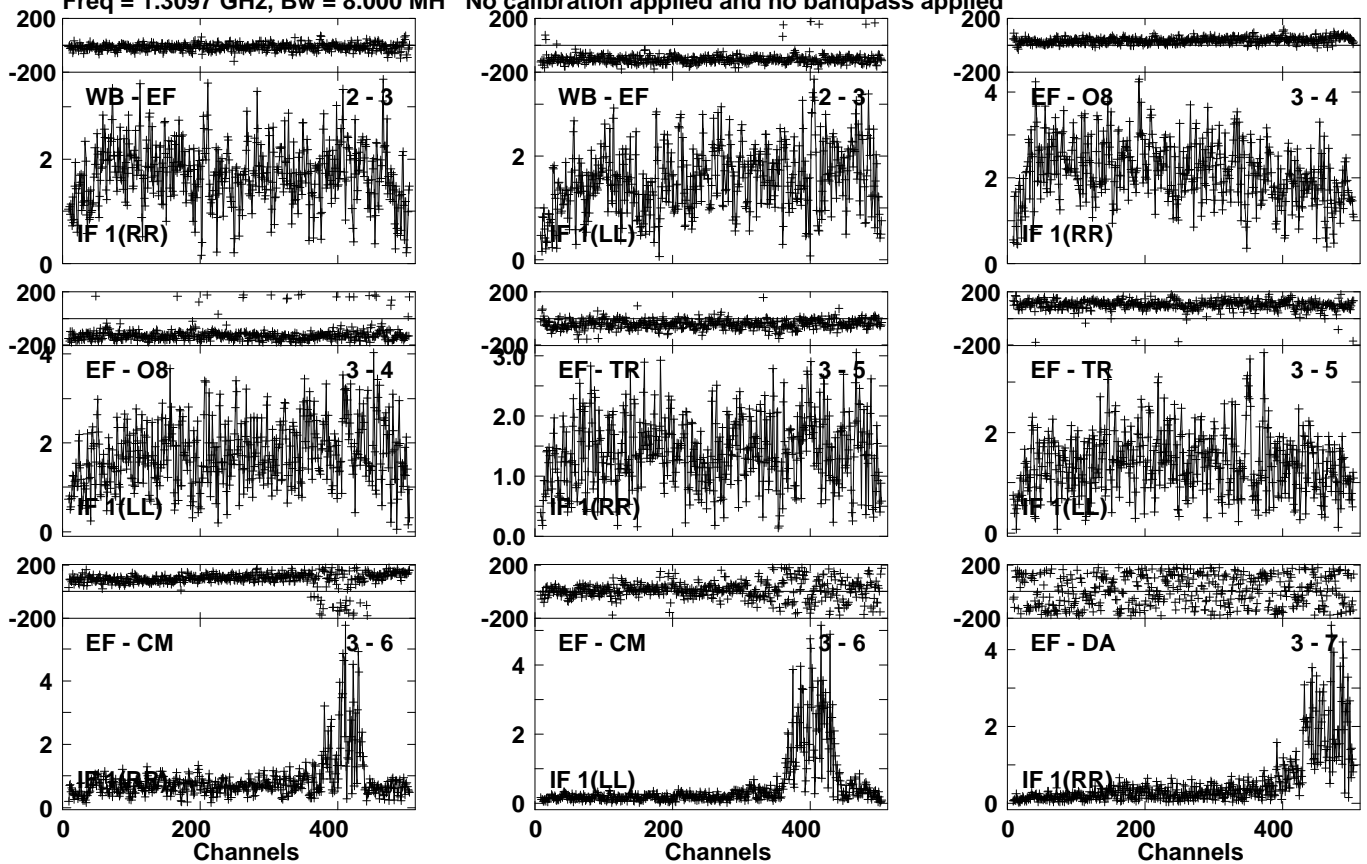 Freq = 1.3097 GHz, Bw = 8.000 MH No calibration applied and no bandpass applied
200
-200
WB - EF 2 - 3
2
IF 1(RR)
0
200
-200
WB - EF 2 - 3
2
IF 1(LL)
0
200
-200
4
EF - O8 3 - 4
2
IF 1(RR)
0
200
-200
4
EF - O8 3 - 4
2
IF 1(LL)
0
200
-200
3.0
EF - TR 3 - 5
2.0
1.0
IF 1(RR)
0.0
200
-200
EF - TR 3 - 5
2
IF 1(LL)
0
200
-200
EF - CM 3 - 6
4
2
IF 1(RR)
0
0 200 400
Channels
200
-200
EF - CM 3 - 6
4
2
IF 1(LL)
0
0 200 400
Channels
200
-200
EF - DA 3 - 7
4
2
IF 1(RR)
0
0 200 400
Channels